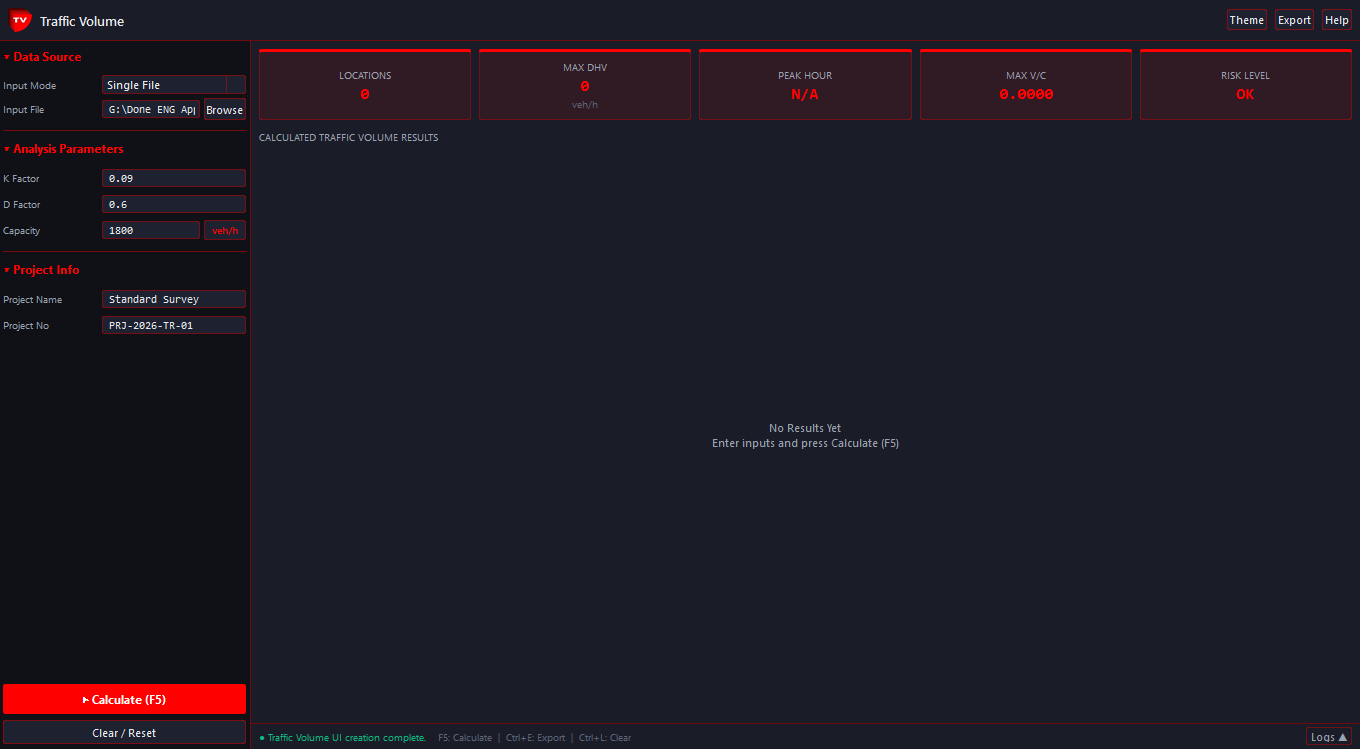 TV Traffic Volume Theme Export Help
▾ Data Source
Input Mode Single File
Input File G:\Done ENG Ap Browse
▾ Analysis Parameters
K Factor 0.09
D Factor 0.6
Capacity 1800 veh/h
▾ Project Info
Project Name Standard Survey
Project No PRJ-2026-TR-01
Calculate (F5)
Clear / Reset
LOCATIONS
0
MAX DHV
0
veh/h
PEAK HOUR
N/A
MAX V/C
0.0000
RISK LEVEL
OK
CALCULATED TRAFFIC VOLUME RESULTS
No Results Yet
Enter inputs and press Calculate (F5)
● Traffic Volume UI creation complete. F5: Calculate | Ctrl+E: Export | Ctrl+L: Clear Logs ▲